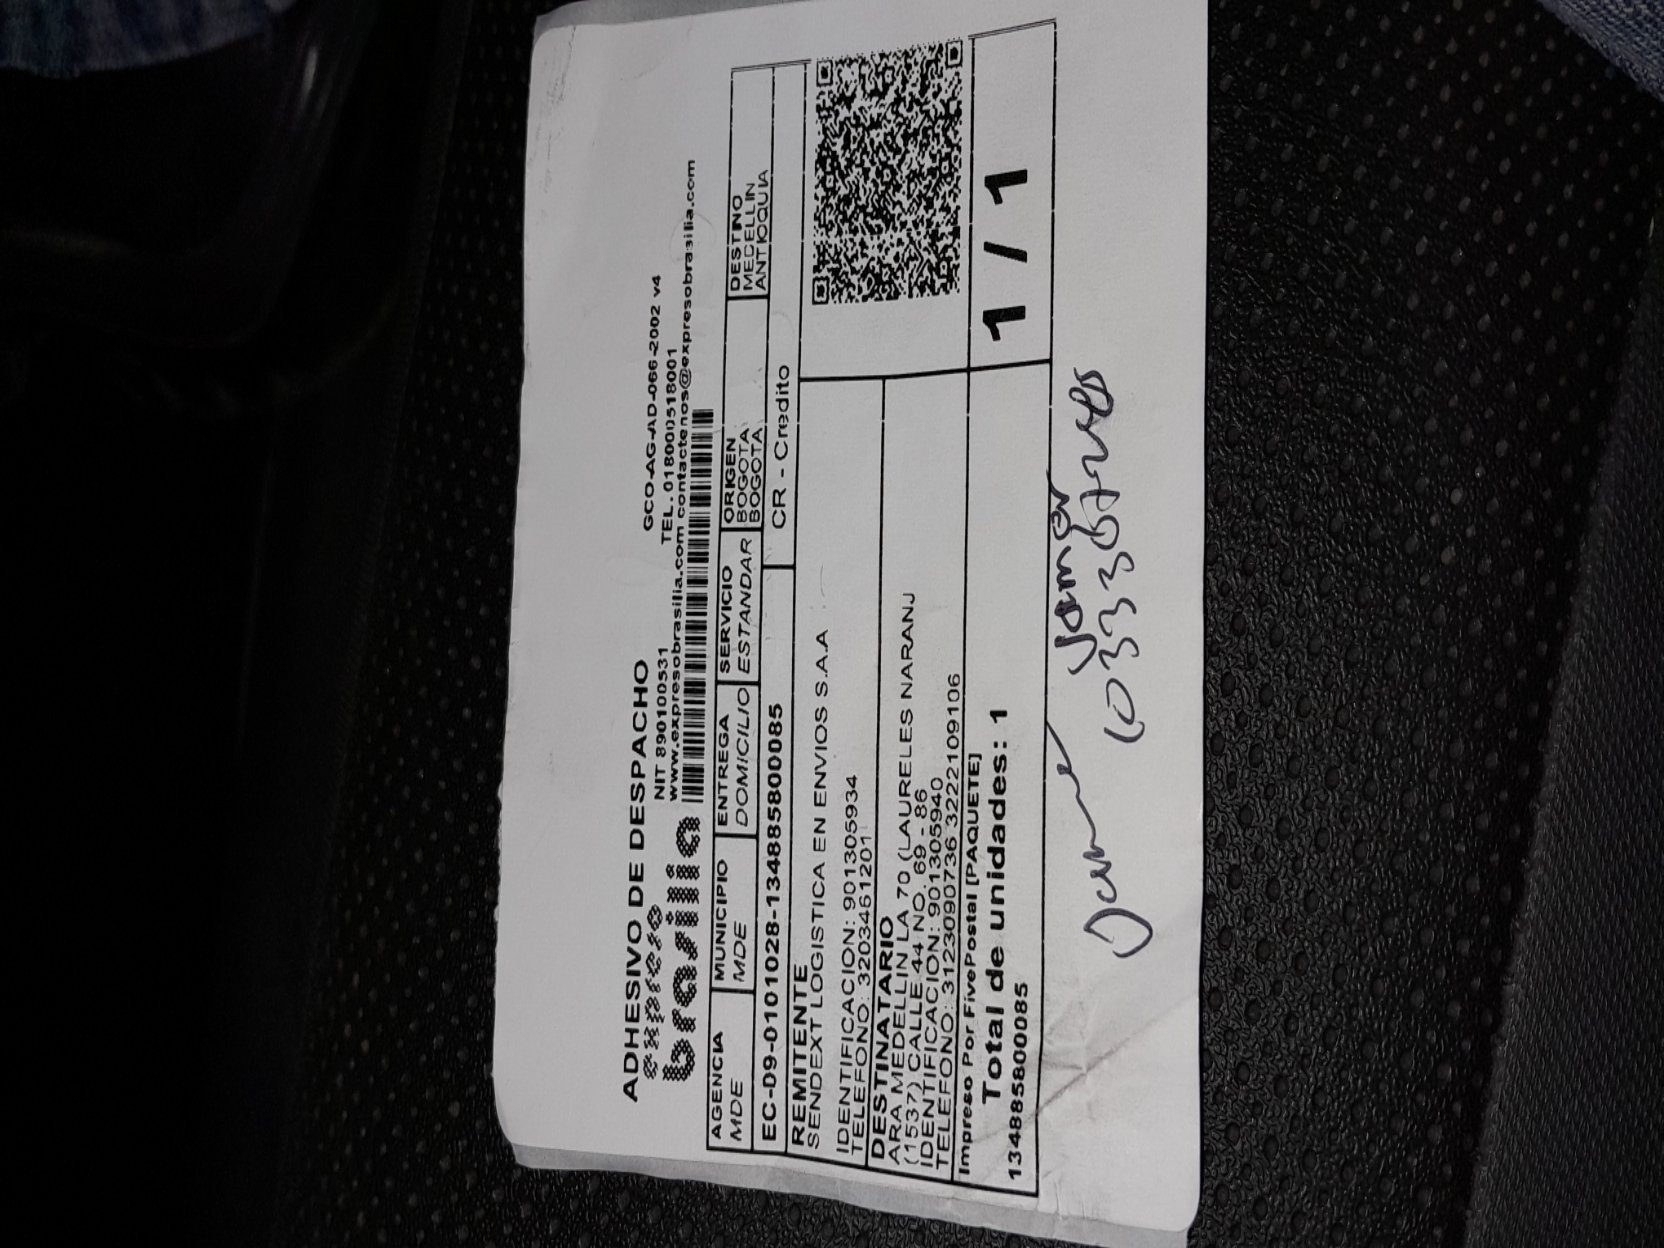 ADHESIVO DE DESPACHO
GCO-AG-AD-066-2002 v4
expreso
brasilia
NIT 890100531
TEL. 018000518001
www.expresobrasilia.com contactenos@expresobrasilia.com
AGENCIA MUNICIPIO ENTREGA SERVICIO ORIGEN DESTINO
MDE MDE DOMICILIO ESTANDAR BOGOTA MEDELLIN
BOGOTA ANTIOQUIA
EC-D9-0101028-1348858000​85 CR - Credito
REMITENTE
SENDEXT LOGISTICA EN ENVIOS S.A.A
IDENTIFICACION: 901305934
TELEFONO: 3203461201
DESTINATARIO
ARA MEDELLIN LA 70 (LAURELES NARANJ
(1537) CALLE 44 NO. 69 - 86
IDENTIFICACION: 901305940
TELEFONO: 3123090736 3222109106
Impreso Por FivePostal [PAQUETE]
Total de unidades: 1
134885800085
1 / 1